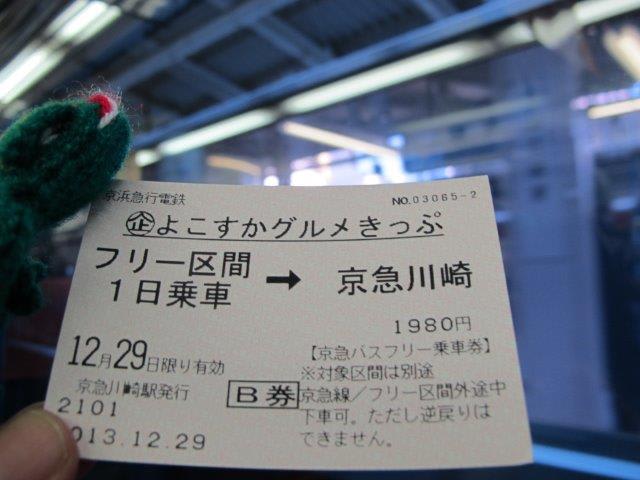 京浜急行電鉄
NO.03065-2
企よこすかグルメきっぷ
フリー区間
1日乗車
→
京急川崎
1980円
12月29日限り有効
【京急バスフリー乗車券】
※対象区間は別途
京急川崎駅発行
B券
京急線/フリー区間外途中
下車可。ただし逆戻りは
できません。
2101
013.12.29